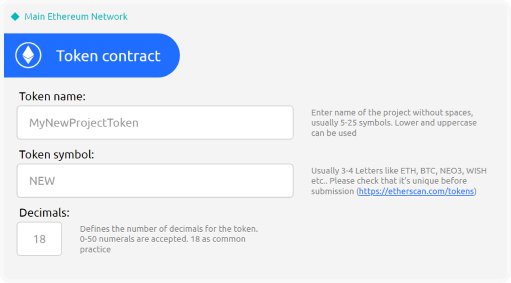 Main Ethereum Network
Token contract
Token name:
MyNewProjectToken
Enter name of the project without spaces,
usually 5-25 symbols. Lower and uppercase
can be used
Token symbol:
NEW
Usually 3-4 Letters like ETH, BTC, NEO3, WISH
etc.. Please check that it's unique before
submission (https://etherscan.com/tokens)
Decimals:
18
Defines the number of decimals for the token.
0-50 numerals are accepted. 18 as common
practice